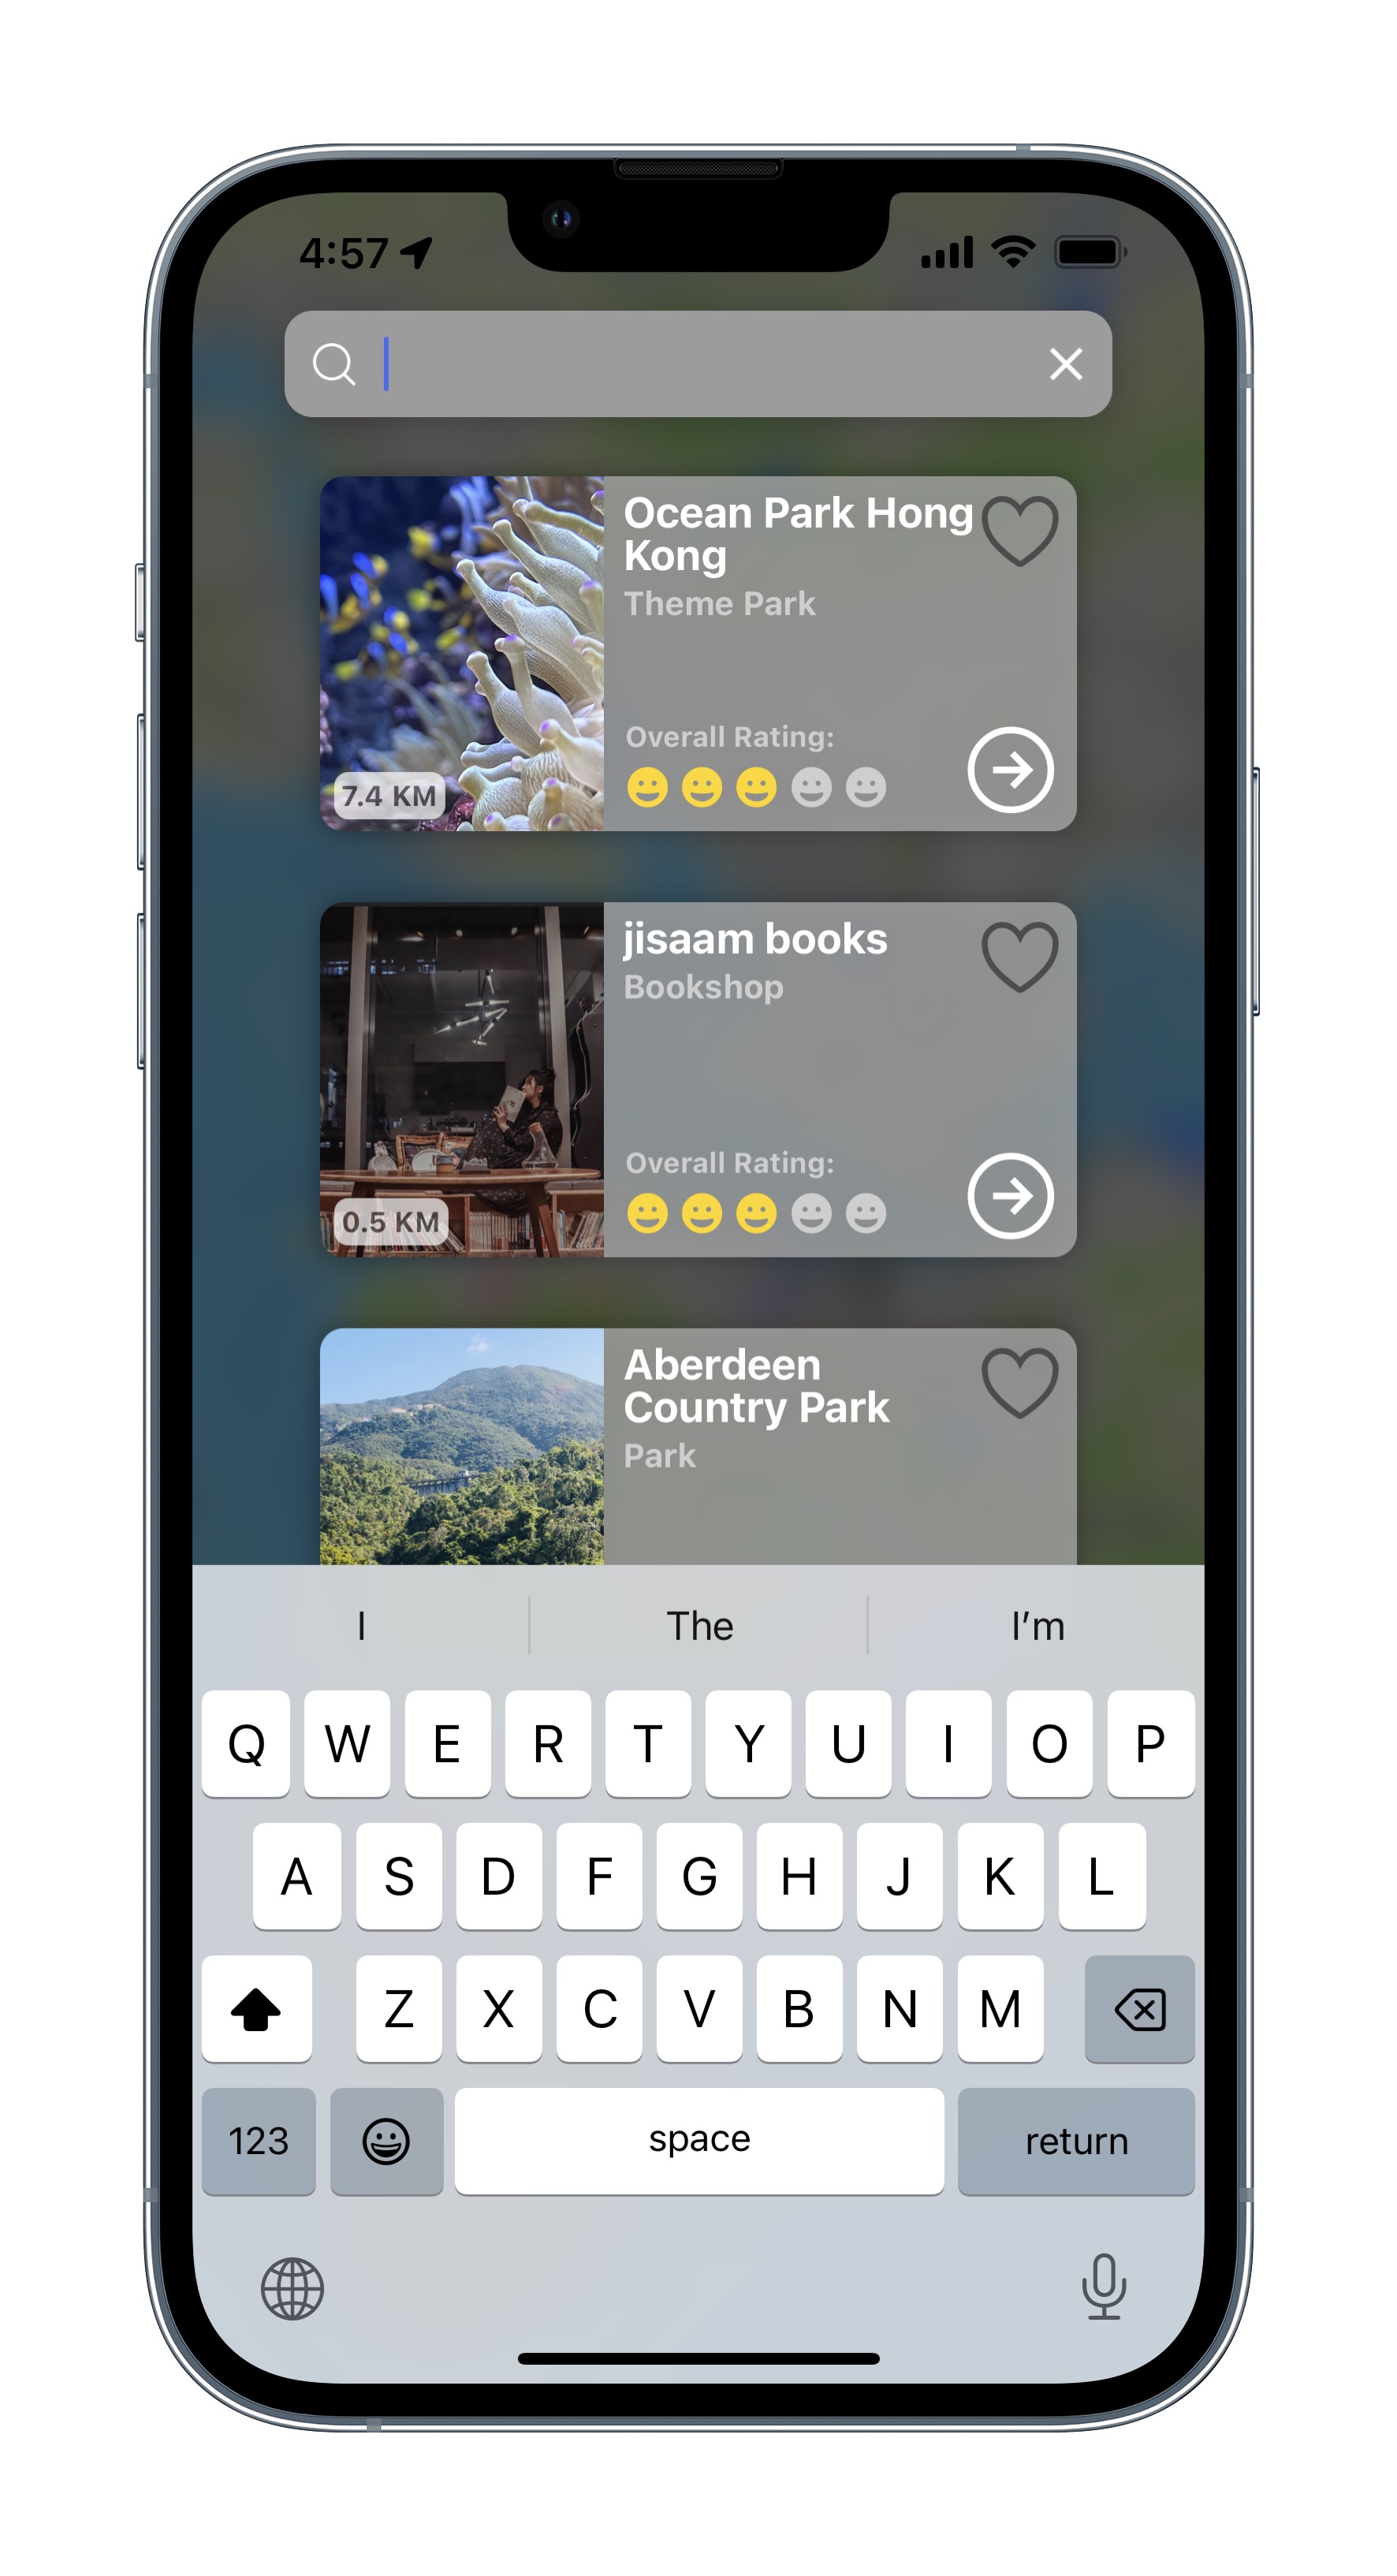 4:57
Ocean Park Hong
Kong
Theme Park
Overall Rating:
7.4 KM
jisaam books
Bookshop
Overall Rating:
0.5 KM
Aberdeen
Country Park
Park
I The I'm
Q W E R T Y U I O P
A S D F G H J K L
Z X C V B N M
123 space return